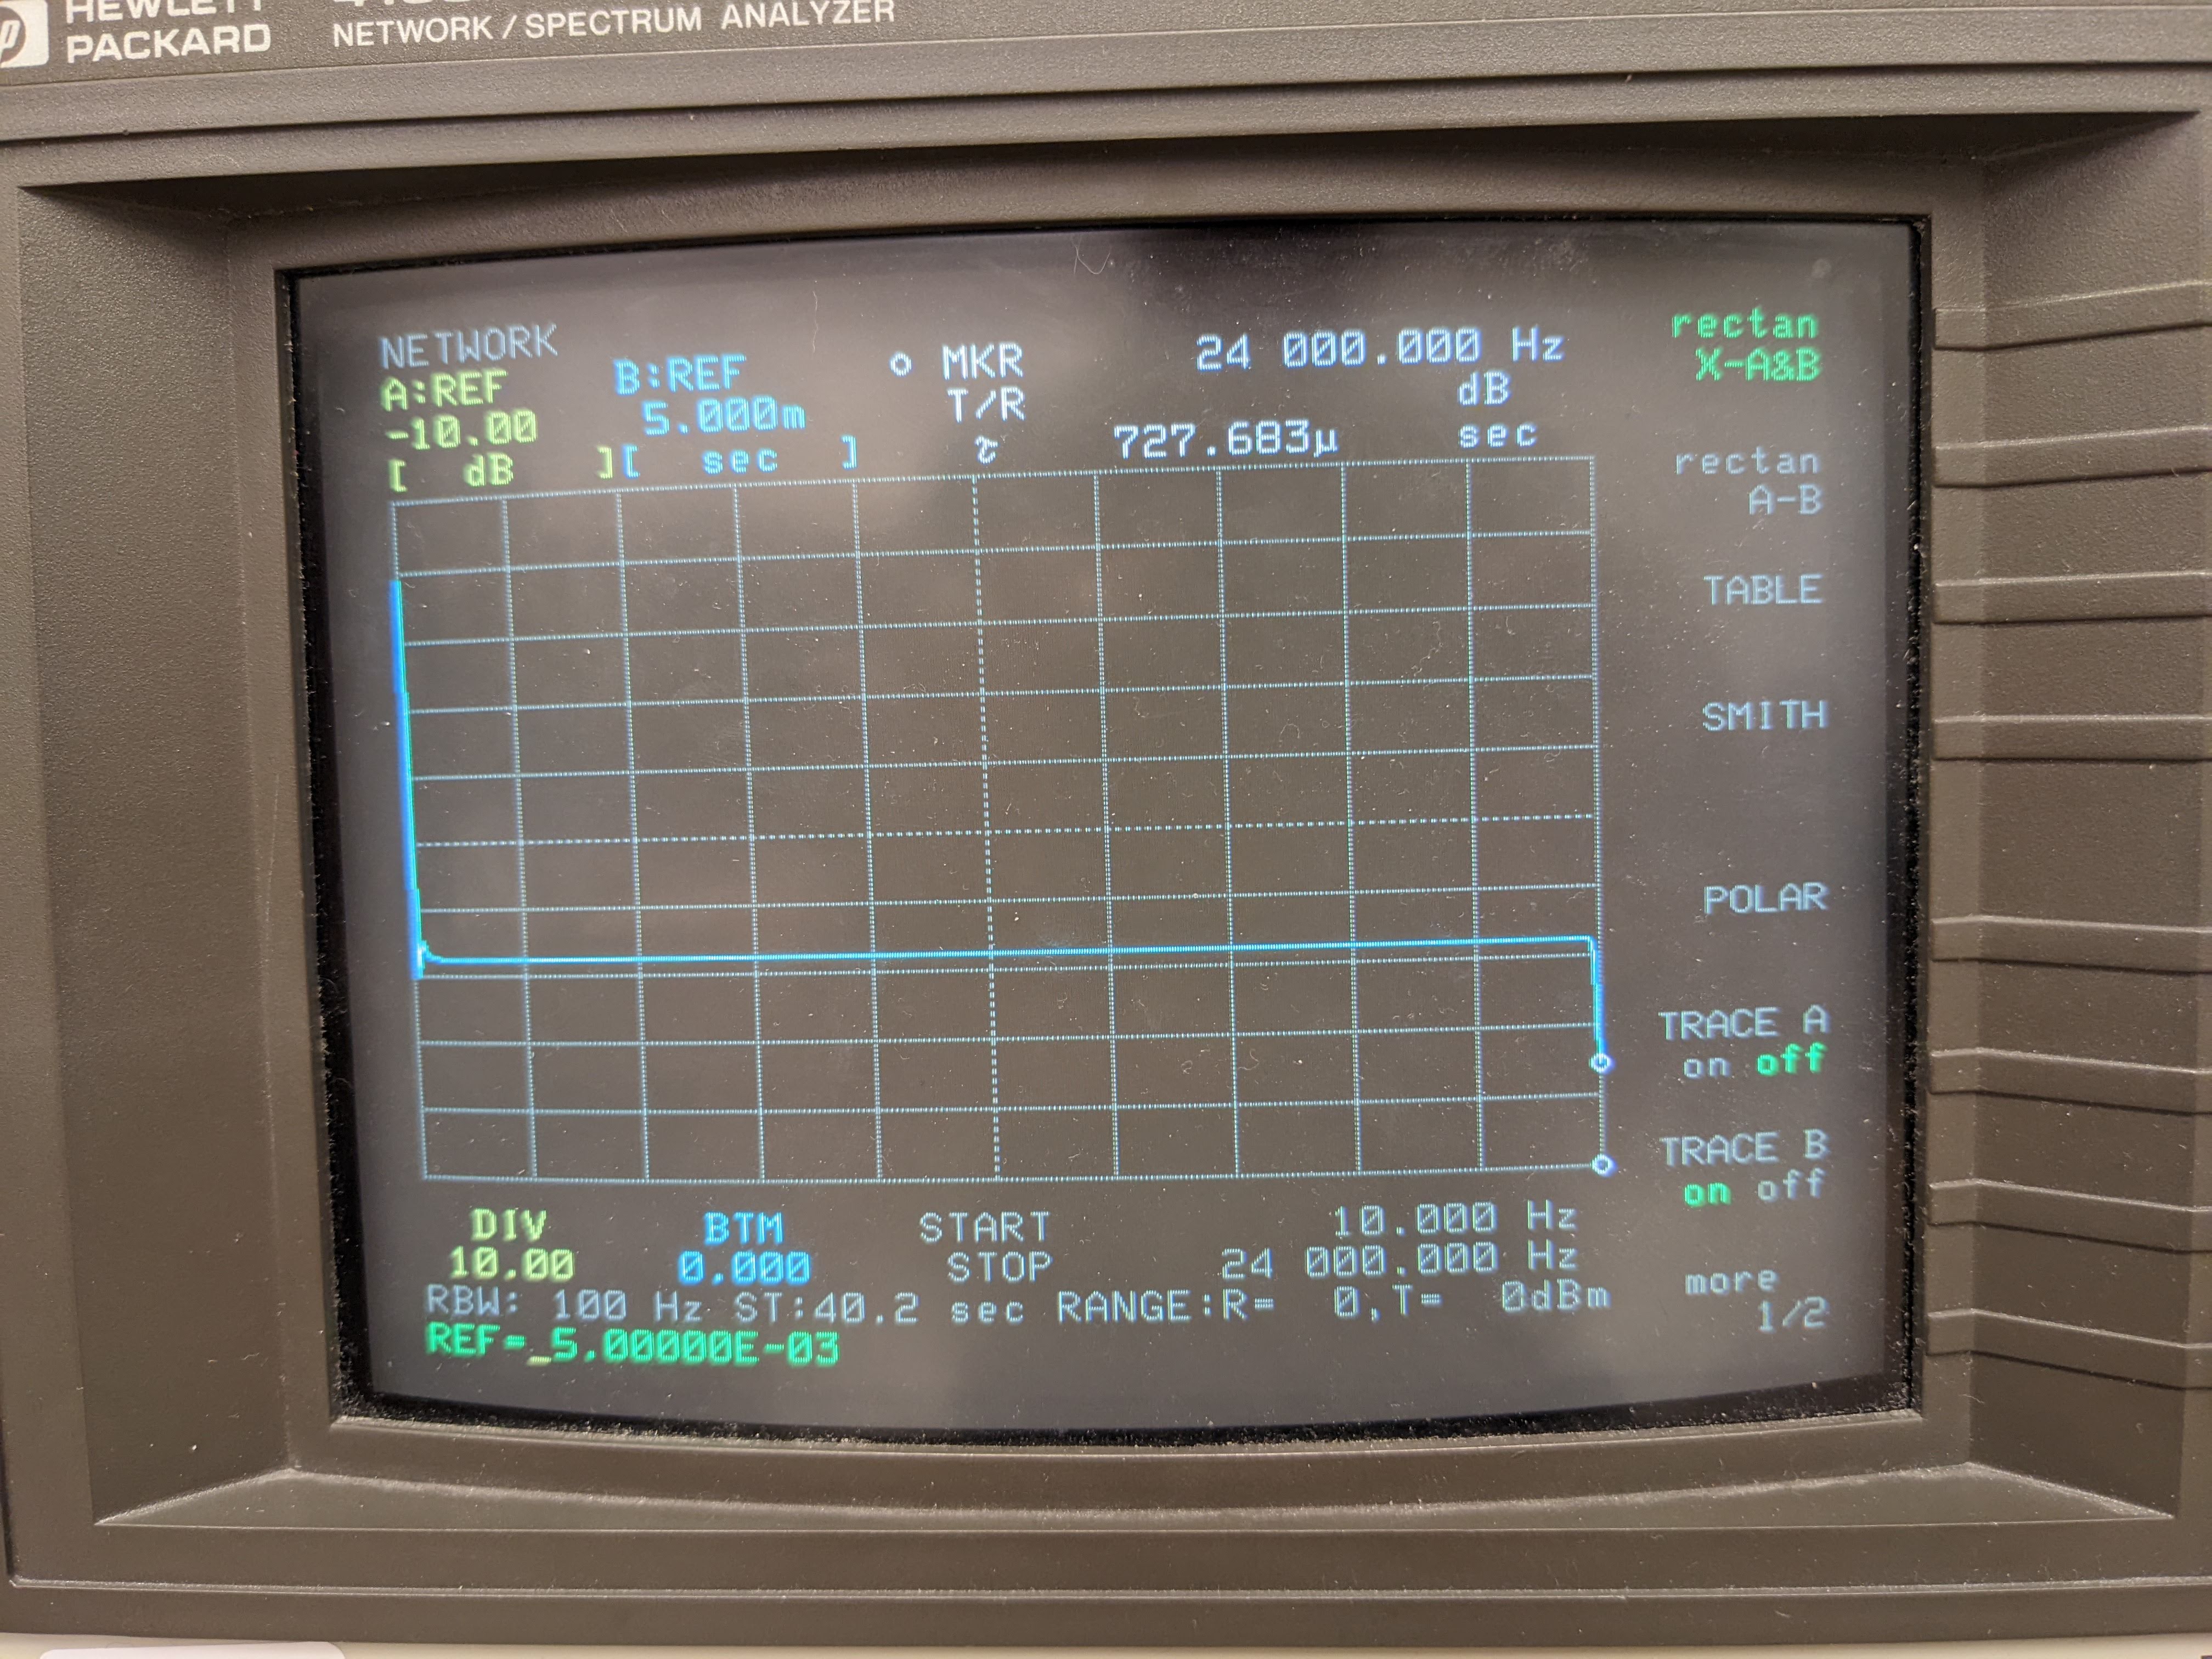 HEWLETT
PACKARD
NETWORK / SPECTRUM ANALYZER
NETWORK
A:REF B:REF o MKR 24 000.000 Hz
-10.00 5.000m T/R dB
[ dB ][ sec ] τ 727.683µ sec
rectan
X-A&B
rectan
A-B
TABLE
SMITH
POLAR
TRACE A
on off
TRACE B
on off
more
1/2
DIV BTM START 10.000 Hz
10.00 0.000 STOP 24 000.000 Hz
RBW: 100 Hz ST:40.2 sec RANGE:R= 0,T= 0dBm
REF=_5.00000E-03